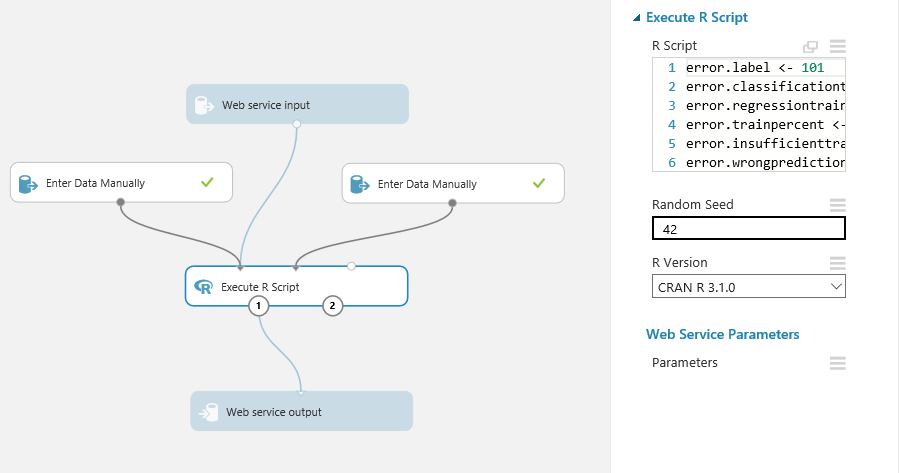 Web service input
Enter Data Manually
Enter Data Manually
R Execute R Script
1
2
Web service output
Execute R Script
R Script
1 error.label <- 101
2 error.classificationt
3 error.regressiontrain
4 error.trainpercent <-
5 error.insufficienttra
6 error.wrongprediction
Random Seed
42
R Version
CRAN R 3.1.0
Web Service Parameters
Parameters